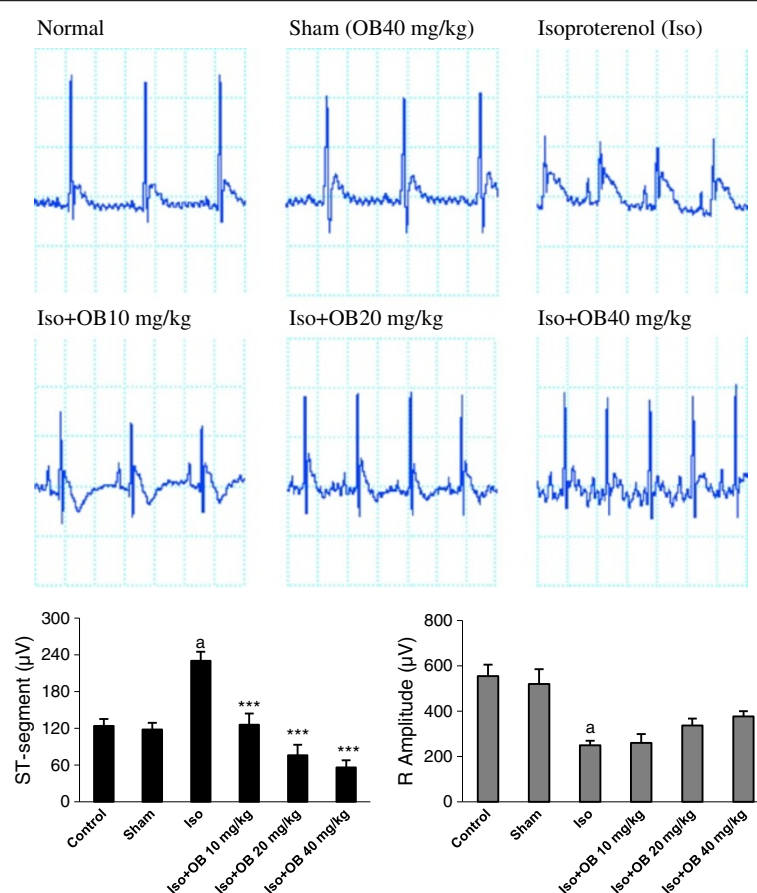 Normal
Sham (OB40 mg/kg)
Isoproterenol (Iso)
Iso+OB10 mg/kg
Iso+OB20 mg/kg
Iso+OB40 mg/kg
ST-segment (µV)
300
240
180
120
60
0
a
***
***
***
Control
Sham
Iso
Iso+OB 10 mg/kg
Iso+OB 20 mg/kg
Iso+OB 40 mg/kg
R Amplitude (µV)
800
600
400
200
0
a
Control
Sham
Iso
Iso+OB 10 mg/kg
Iso+OB 20 mg/kg
Iso+OB 40 mg/kg